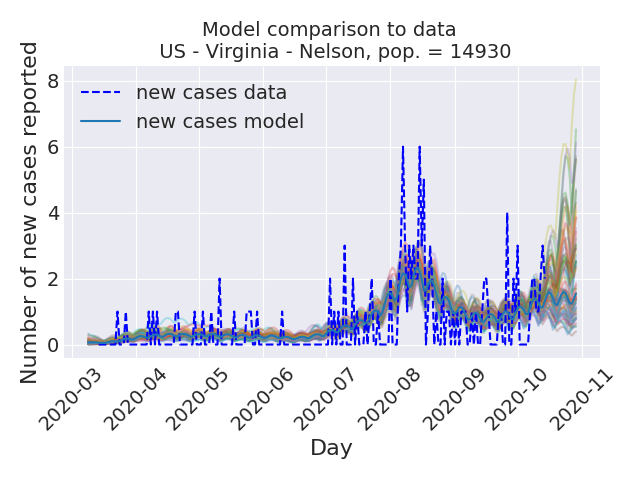 Model comparison to data
US - Virginia - Nelson, pop. = 14930
new cases data
new cases model
Number of new cases reported
8
6
4
2
0
2020-03
2020-04
2020-05
2020-06
2020-07
2020-08
2020-09
2020-10
2020-11
Day